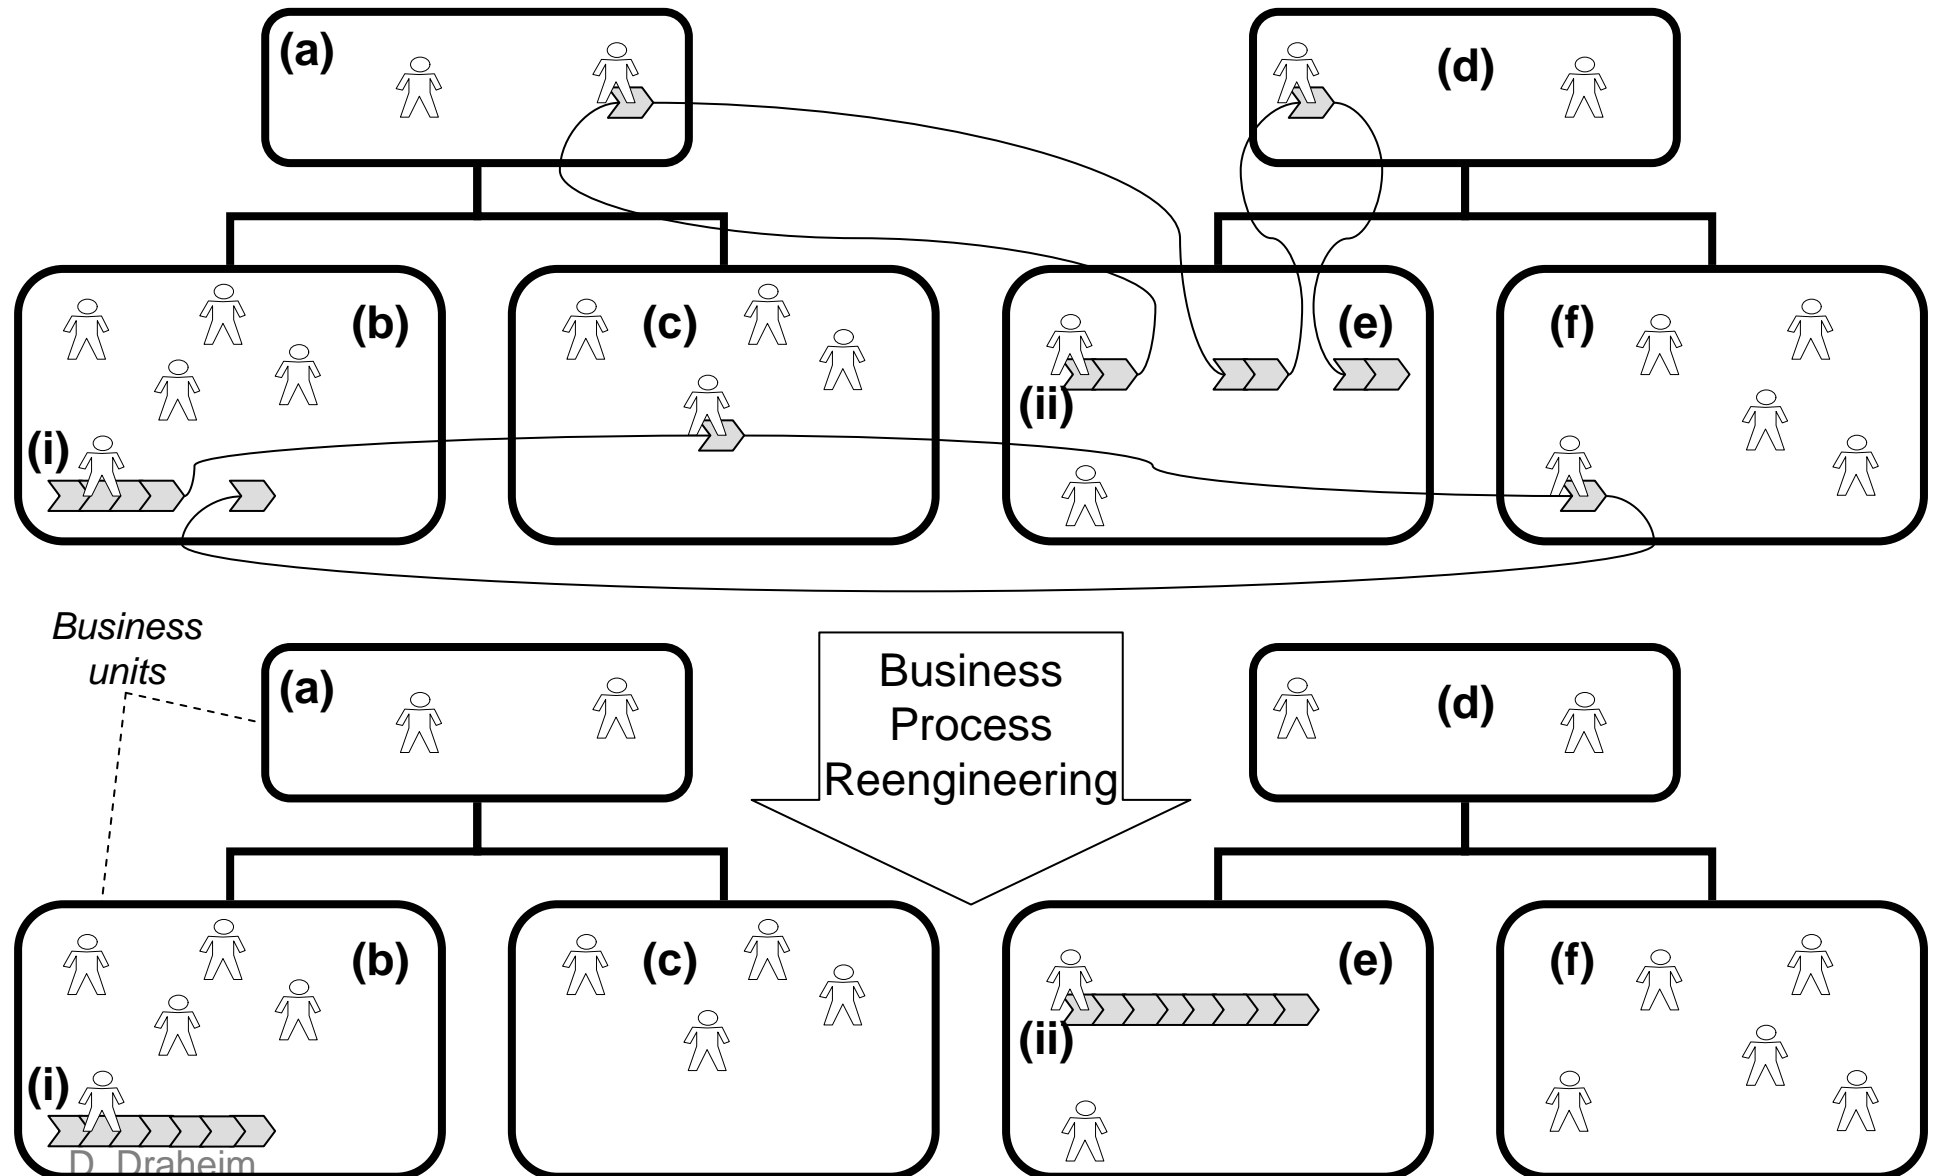 (a)
(d)
(b)
(c)
(e)
(f)
(ii)
(i)
Business
units
Business
Process
Reengineering
(a)
(d)
(b)
(c)
(e)
(f)
(ii)
(i)
D. Draheim